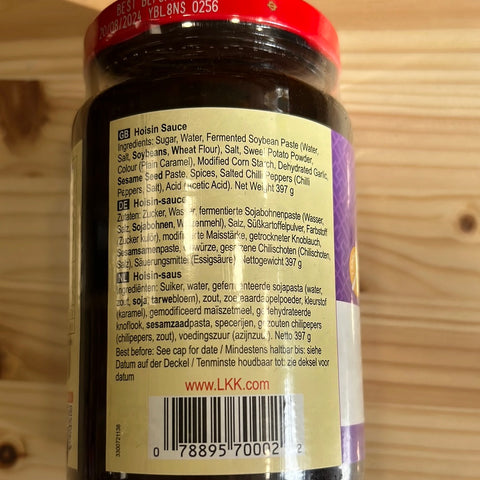 BEST BEFORE
20/08/2024 YBL8NS 0256
GB Hoisin Sauce
Ingredients: Sugar, Water, Fermented Soybean Paste (Water,
Salt, Soybeans, Wheat Flour), Salt, Sweet Potato Powder,
Colour (Plain Caramel), Modified Corn Starch, Dehydrated Garlic,
Sesame Seed Paste, Spices, Salted Chilli Peppers (Chilli
Peppers, Salt), Acid (Acetic Acid). Net Weight 397 g
DE Hoisin-sauce
Zutaten: Zucker, Wasser, fermentierte Sojabohnenpaste (Wasser,
Salz, Sojabohnen, Weizenmehl), Salz, Süßkartoffelpulver, Farbstoff
(Zucker kulör), modifizierte Maisstärke, getrockneter Knoblauch,
Sesamsamenpaste, Gewürze, gesalzene Chilischoten (Chilischoten,
Salz), Säuerungsmittel (Essigsäure). Nettogewicht 397 g
NL Hoisin-saus
Ingrediënten: Suiker, water, gefermenteerde sojapasta (water,
zout, soja, tarwebloem), zout, zoeteaardappelpoeder, kleurstof
(karamel), gemodificeerd maïszetmeel, gedehydrateerde
knoflook, sesamzaadpasta, specerijen, gezouten chilipepers
(chilipepers, zout), voedingszuur (azijnzuur). Netto 397 g
Best before: See cap for date / Mindestens haltbar bis: siehe
Datum auf der Deckel / Tenminste houdbaar tot: zie deksel voor
datum
www.LKK.com
0 78895 70002 2
3300721138